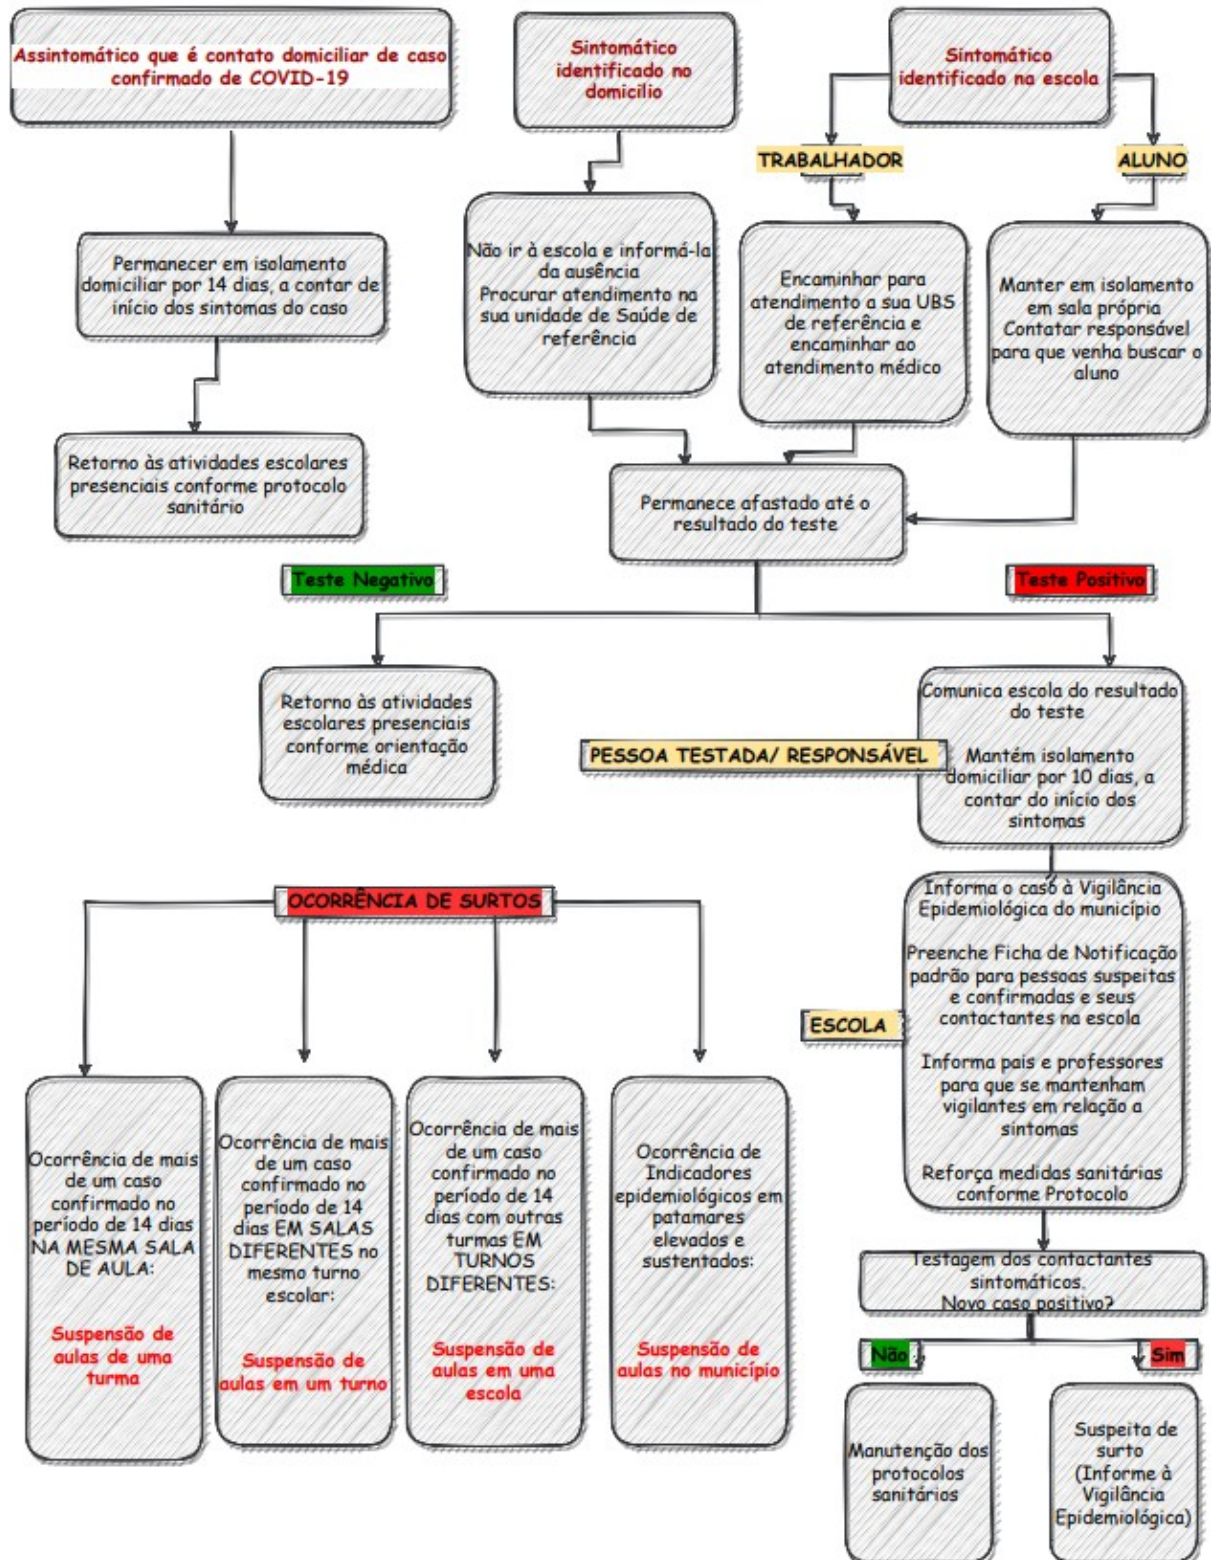 Assintomático que é contato domiciliar de caso
confirmado de COVID-19
Sintomático
identificado no
domicilio
Sintomático
identificado na escola
TRABALHADOR
ALUNO
Permanecer em isolamento
domiciliar por 14 dias, a contar de
início dos sintomas do caso
Não ir à escola e informá-la
da ausência
Procurar atendimento na
sua unidade de Saúde de
referência
Encaminhar para
atendimento a sua UBS
de referência e
encaminhar ao
atendimento médico
Manter em isolamento
em sala própria
Contatar responsável
para que venha buscar o
aluno
Retorno às atividades escolares
presenciais conforme protocolo
sanitário
Permanece afastado até o
resultado do teste
Teste Negativo
Teste Positivo
Retorno às atividades
escolares presenciais
conforme orientação
médica
Comunica escola do resultado
do teste
PESSOA TESTADA/ RESPONSÁVEL
Mantém isolamento
domiciliar por 10 dias, a
contar do início dos
sintomas
Informa o caso à Vigilância
Epidemiológica do município
Preenche Ficha de Notificação
padrão para pessoas suspeitas
e confirmadas e seus
contactantes na escola
ESCOLA
Informa pais e professores
para que se mantenham
vigilantes em relação a
sintomas
Reforça medidas sanitárias
conforme Protocolo
Testagem dos contactantes
sintomáticos.
Novo caso positivo?
Não
Sim
Manutenção dos
protocolos
sanitários
Suspeita de
surto
(Informe à
Vigilância
Epidemiológica)
OCORRÊNCIA DE SURTOS
Ocorrência de mais
de um caso
confirmado no
período de 14 dias
NA MESMA SALA
DE AULA:
Suspensão de
aulas de uma
turma
Ocorrência de mais
de um caso
confirmado no
período de 14
dias EM SALAS
DIFERENTES no
mesmo turno
escolar:
Suspensão de
aulas em um turno
Ocorrência de mais
de um caso
confirmado no
período de 14
dias com outras
turmas EM
TURNOS
DIFERENTES:
Suspensão de
aulas em uma
escola
Ocorrência de
Indicadores
epidemiológicos em
patamares
elevados e
sustentados:
Suspensão de
aulas no município